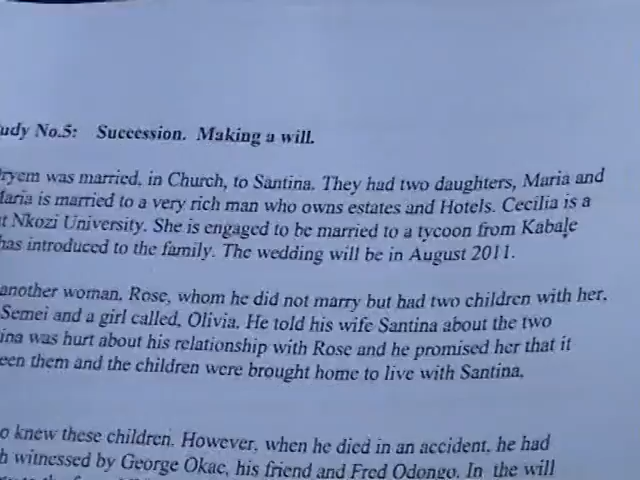 udy No.5: Succession. Making a will.
ryem was married, in Church, to Santina. They had two daughters, Maria and
aria is married to a very rich man who owns estates and Hotels. Cecilia is a
t Nkozi University. She is engaged to be married to a tycoon from Kabale
has introduced to the family. The wedding will be in August 2011.
another woman, Rose, whom he did not marry but had two children with her,
Semei and a girl called, Olivia. He told his wife Santina about the two
ina was hurt about his relationship with Rose and he promised her that it
een them and the children were brought home to live with Santina,
o knew these children. However, when he died in an accident, he had
h witnessed by George Okae, his friend and Fred Odongo. In the will